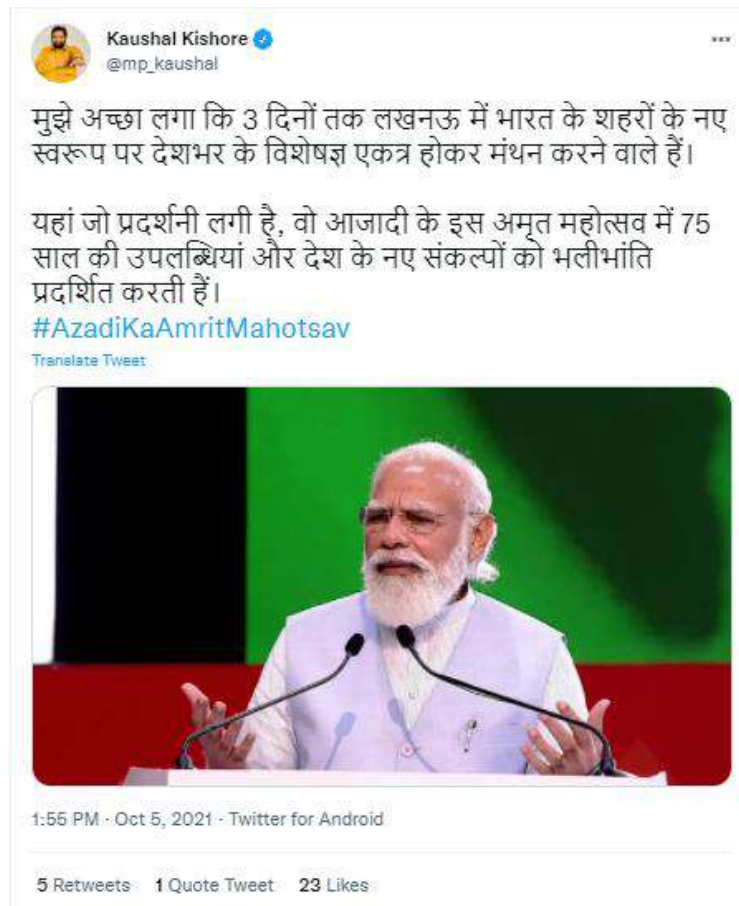 Kaushal Kishore
@mp_kaushal
मुझे अच्छा लगा कि 3 दिनों तक लखनऊ में भारत के शहरों के नए
स्वरूप पर देशभर के विशेषज्ञ एकत्र होकर मंथन करने वाले हैं।
यहां जो प्रदर्शनी लगी है, वो आजादी के इस अमृत महोत्सव में 75
साल की उपलब्धियां और देश के नए संकल्पों को भलीभांति
प्रदर्शित करती हैं।
#AzadiKaAmritMahotsav
Translate Tweet
1:55 PM · Oct 5, 2021 · Twitter for Android
5 Retweets 1 Quote Tweet 23 Likes